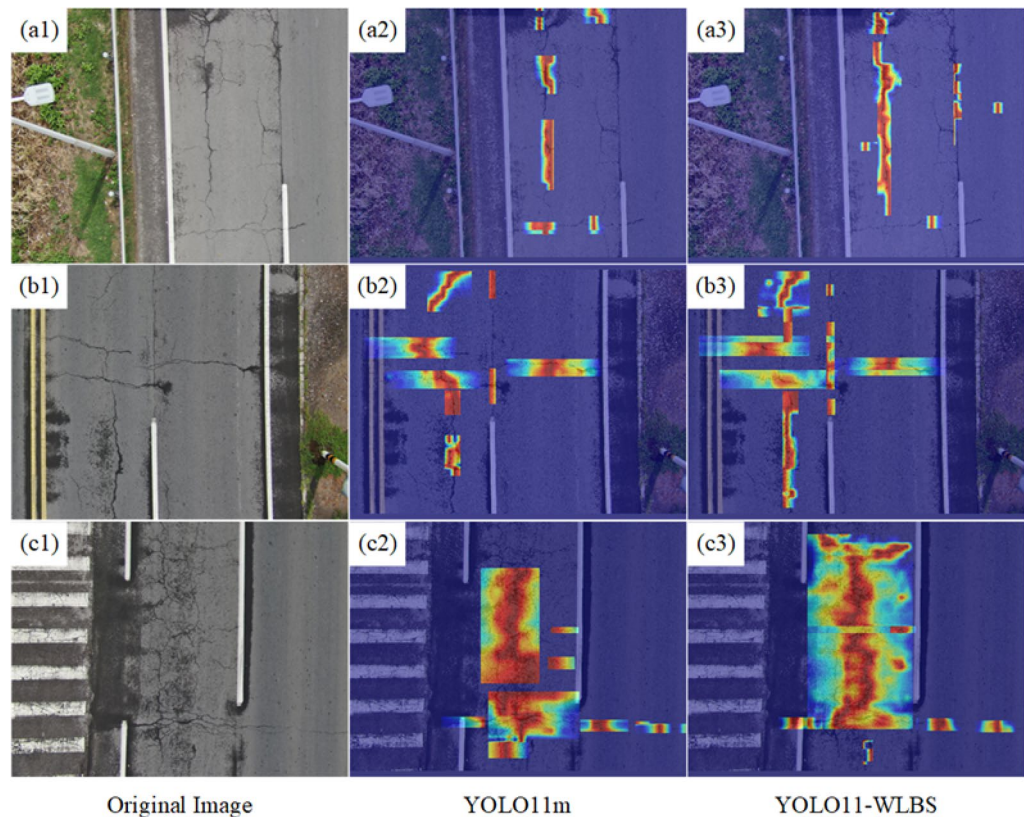 (a1) (a2) (a3)
(b1) (b2) (b3)
(c1) (c2) (c3)
Original Image YOLO11m YOLO11-WLBS